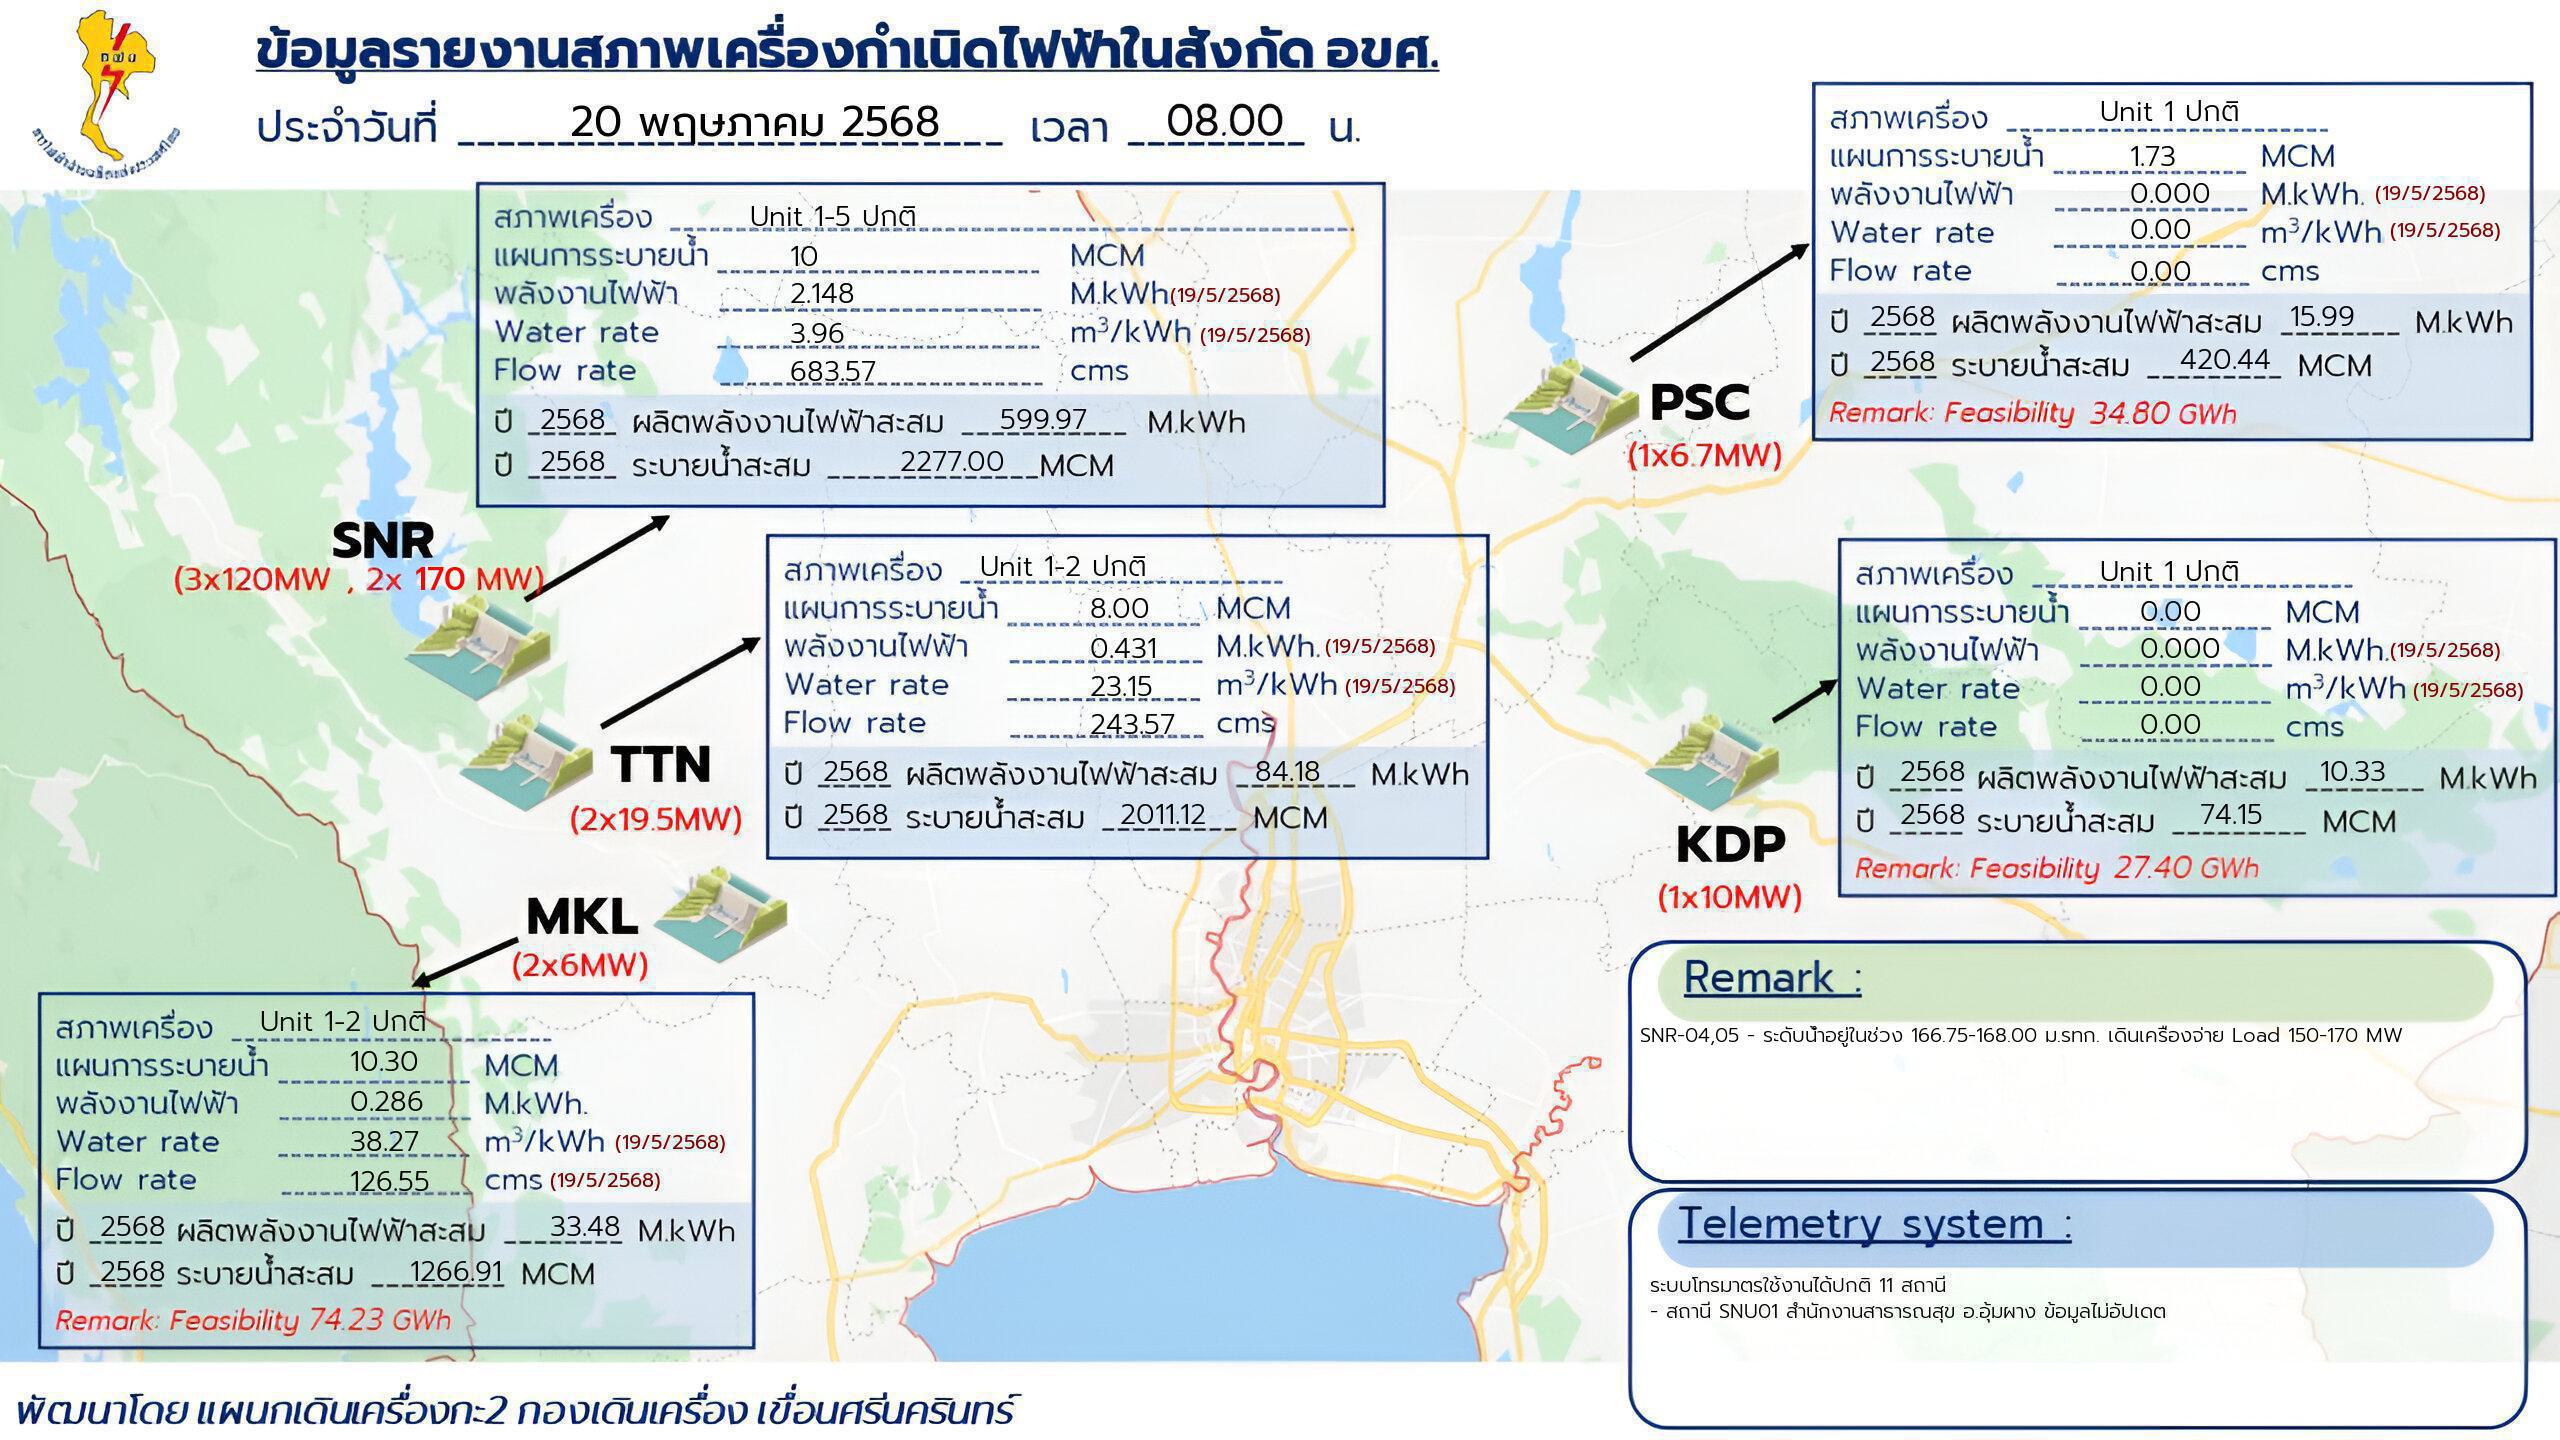 กฟผ
การไฟฟ้าฝ่ายผลิตแห่งประเทศไทย
ข้อมูลรายงานสภาพเครื่องกำเนิดไฟฟ้าในสังกัด อขศ.
ประจำวันที่ 20 พฤษภาคม 2568 เวลา 08.00 น.
สภาพเครื่อง Unit 1-5 ปกติ
แผนการระบายน้ำ 10 MCM
พลังงานไฟฟ้า 2.148 M.kWh(19/5/2568)
Water rate 3.96 m³/kWh (19/5/2568)
Flow rate 683.57 cms
ปี 2568 ผลิตพลังงานไฟฟ้าสะสม 599.97 M.kWh
ปี 2568 ระบายน้ำสะสม 2277.00 MCM
SNR
(3x120MW , 2x 170 MW)
สภาพเครื่อง Unit 1 ปกติ
แผนการระบายน้ำ 1.73 MCM
พลังงานไฟฟ้า 0.000 M.kWh. (19/5/2568)
Water rate 0.00 m³/kWh (19/5/2568)
Flow rate 0.00 cms
ปี 2568 ผลิตพลังงานไฟฟ้าสะสม 15.99 M.kWh
ปี 2568 ระบายน้ำสะสม 420.44 MCM
Remark: Feasibility 34.80 GWh
PSC
(1x6.7MW)
สภาพเครื่อง Unit 1-2 ปกติ
แผนการระบายน้ำ 8.00 MCM
พลังงานไฟฟ้า 0.431 M.kWh. (19/5/2568)
Water rate 23.15 m³/kWh (19/5/2568)
Flow rate 243.57 cms
ปี 2568 ผลิตพลังงานไฟฟ้าสะสม 84.18 M.kWh
ปี 2568 ระบายน้ำสะสม 2011.12 MCM
TTN
(2x19.5MW)
สภาพเครื่อง Unit 1 ปกติ
แผนการระบายน้ำ 0.00 MCM
พลังงานไฟฟ้า 0.000 M.kWh.(19/5/2568)
Water rate 0.00 m³/kWh (19/5/2568)
Flow rate 0.00 cms
ปี 2568 ผลิตพลังงานไฟฟ้าสะสม 10.33 M.kWh
ปี 2568 ระบายน้ำสะสม 74.15 MCM
Remark: Feasibility 27.40 GWh
KDP
(1x10MW)
MKL
(2x6MW)
สภาพเครื่อง Unit 1-2 ปกติ
แผนการระบายน้ำ 10.30 MCM
พลังงานไฟฟ้า 0.286 M.kWh.
Water rate 38.27 m³/kWh (19/5/2568)
Flow rate 126.55 cms (19/5/2568)
ปี 2568 ผลิตพลังงานไฟฟ้าสะสม 33.48 M.kWh
ปี 2568 ระบายน้ำสะสม 1266.91 MCM
Remark: Feasibility 74.23 GWh
Remark :
SNR-04,05 - ระดับน้ำอยู่ในช่วง 166.75-168.00 ม.รทก. เดินเครื่องจ่าย Load 150-170 MW
Telemetry system :
ระบบโทรมาตรใช้งานได้ปกติ 11 สถานี
- สถานี SNU01 สำนักงานสาธารณสุข อ.อุ้มผาง ข้อมูลไม่อัปเดต
พัฒนาโดย แผนกเดินเครื่องกะ2 กองเดินเครื่อง เขื่อนศรีนครินทร์